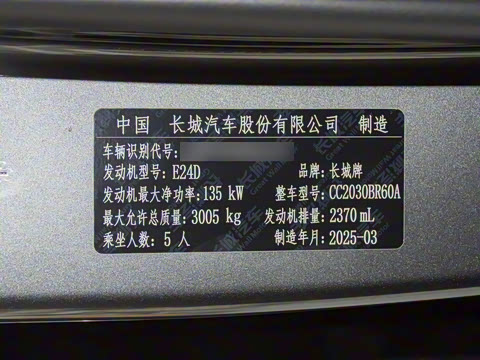 中国 长城汽车股份有限公司 制造
车辆识别代号:
发动机型号: E24D 品牌: 长城牌
发动机最大净功率: 135 kW 整车型号: CC2030BR60A
最大允许总质量: 3005 kg 发动机排量: 2370 mL
乘坐人数: 5 人 制造年月: 2025-03